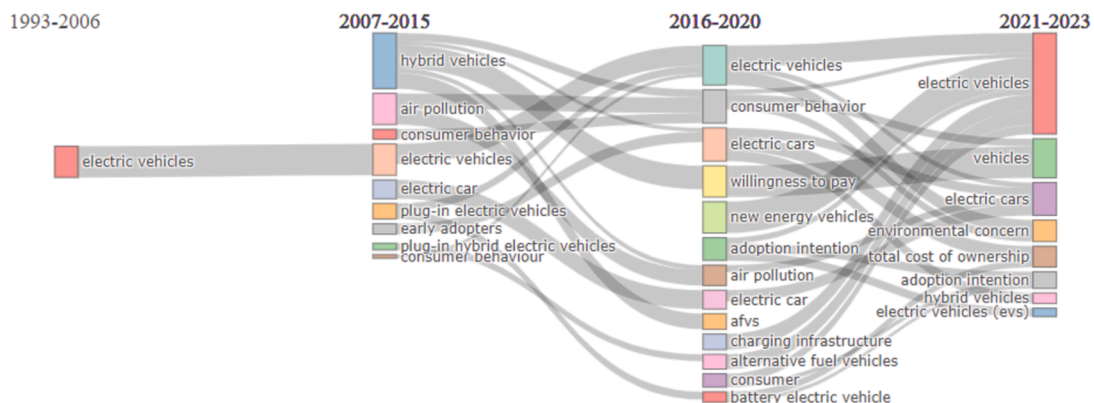 1993-2006
2007-2015
2016-2020
2021-2023
electric vehicles
hybrid vehicles
air pollution
consumer behavior
electric vehicles
electric car
plug-in electric vehicles
early adopters
plug-in hybrid electric vehicles
consumer behaviour
electric vehicles
consumer behavior
electric cars
willingness to pay
new energy vehicles
adoption intention
air pollution
electric car
afvs
charging infrastructure
alternative fuel vehicles
consumer
battery electric vehicle
electric vehicles
vehicles
electric cars
environmental concern
total cost of ownership
adoption intention
hybrid vehicles
electric vehicles (evs)